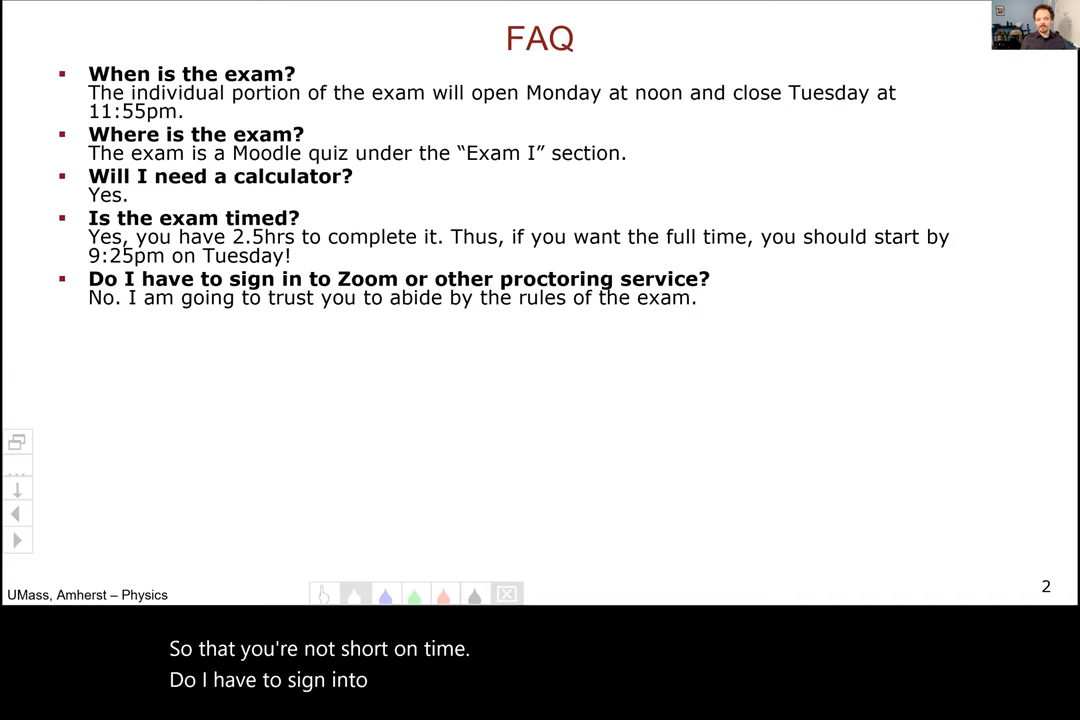 FAQ
When is the exam?
The individual portion of the exam will open Monday at noon and close Tuesday at
11:55pm.
Where is the exam?
The exam is a Moodle quiz under the “Exam I” section.
Will I need a calculator?
Yes.
Is the exam timed?
Yes, you have 2.5hrs to complete it. Thus, if you want the full time, you should start by
9:25pm on Tuesday!
Do I have to sign in to Zoom or other proctoring service?
No. I am going to trust you to abide by the rules of the exam.
UMass, Amherst – Physics
2
So that you're not short on time.
Do I have to sign into